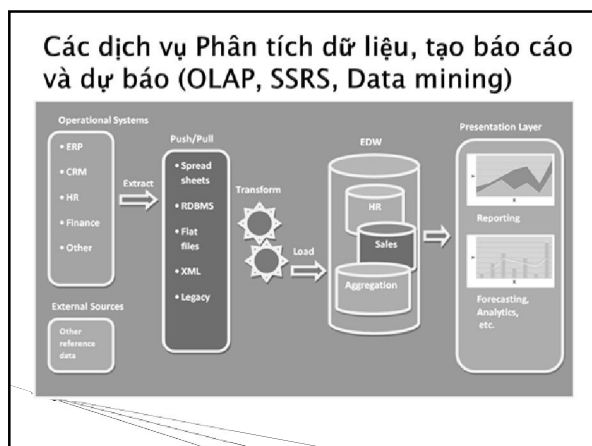 Các dịch vụ Phân tích dữ liệu, tạo báo cáo
và dự báo (OLAP, SSRS, Data mining)
Operational Systems
• ERP
• CRM
• HR
• Finance
• Other
External Sources
Other
reference
data
Extract
Push/Pull
• Spread
sheets
• RDBMS
• Flat
files
• XML
• Legacy
Transform
Load
EDW
HR
Sales
Aggregation
Presentation Layer
Reporting
Forecasting,
Analytics,
etc.